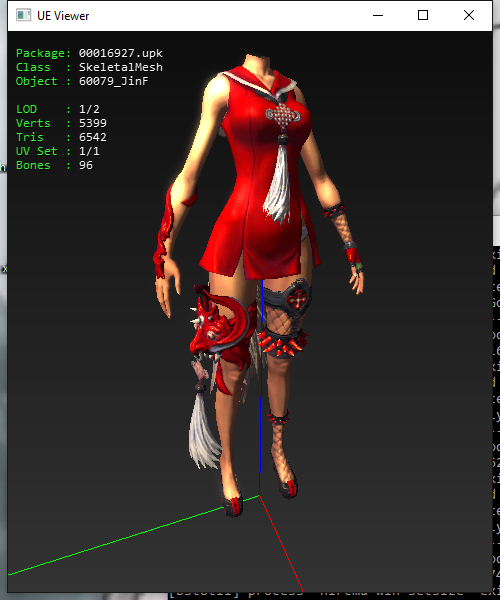 UE Viewer
Package: 00016927.upk
Class : SkeletalMesh
Object : 60079_JinF
LOD : 1/2
Verts : 5399
Tris : 6542
UV Set : 1/1
Bones : 96